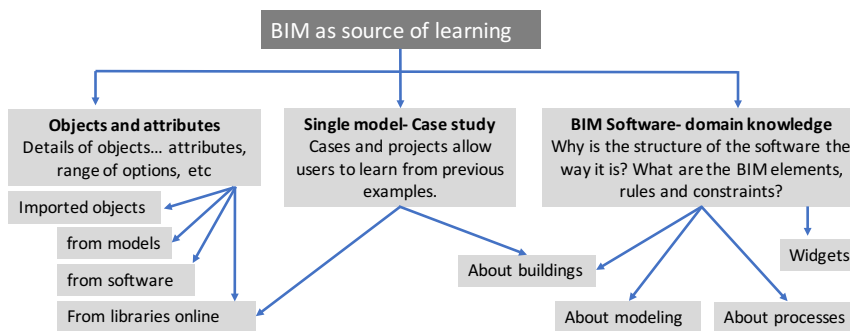 BIM as source of learning
Objects and attributes
Details of objects... attributes,
range of options, etc
Single model- Case study
Cases and projects allow
users to learn from previous
examples.
BIM Software- domain knowledge
Why is the structure of the software the
way it is? What are the BIM elements,
rules and constraints?
Imported objects
from models
from software
From libraries online
About buildings
Widgets
About modeling
About processes